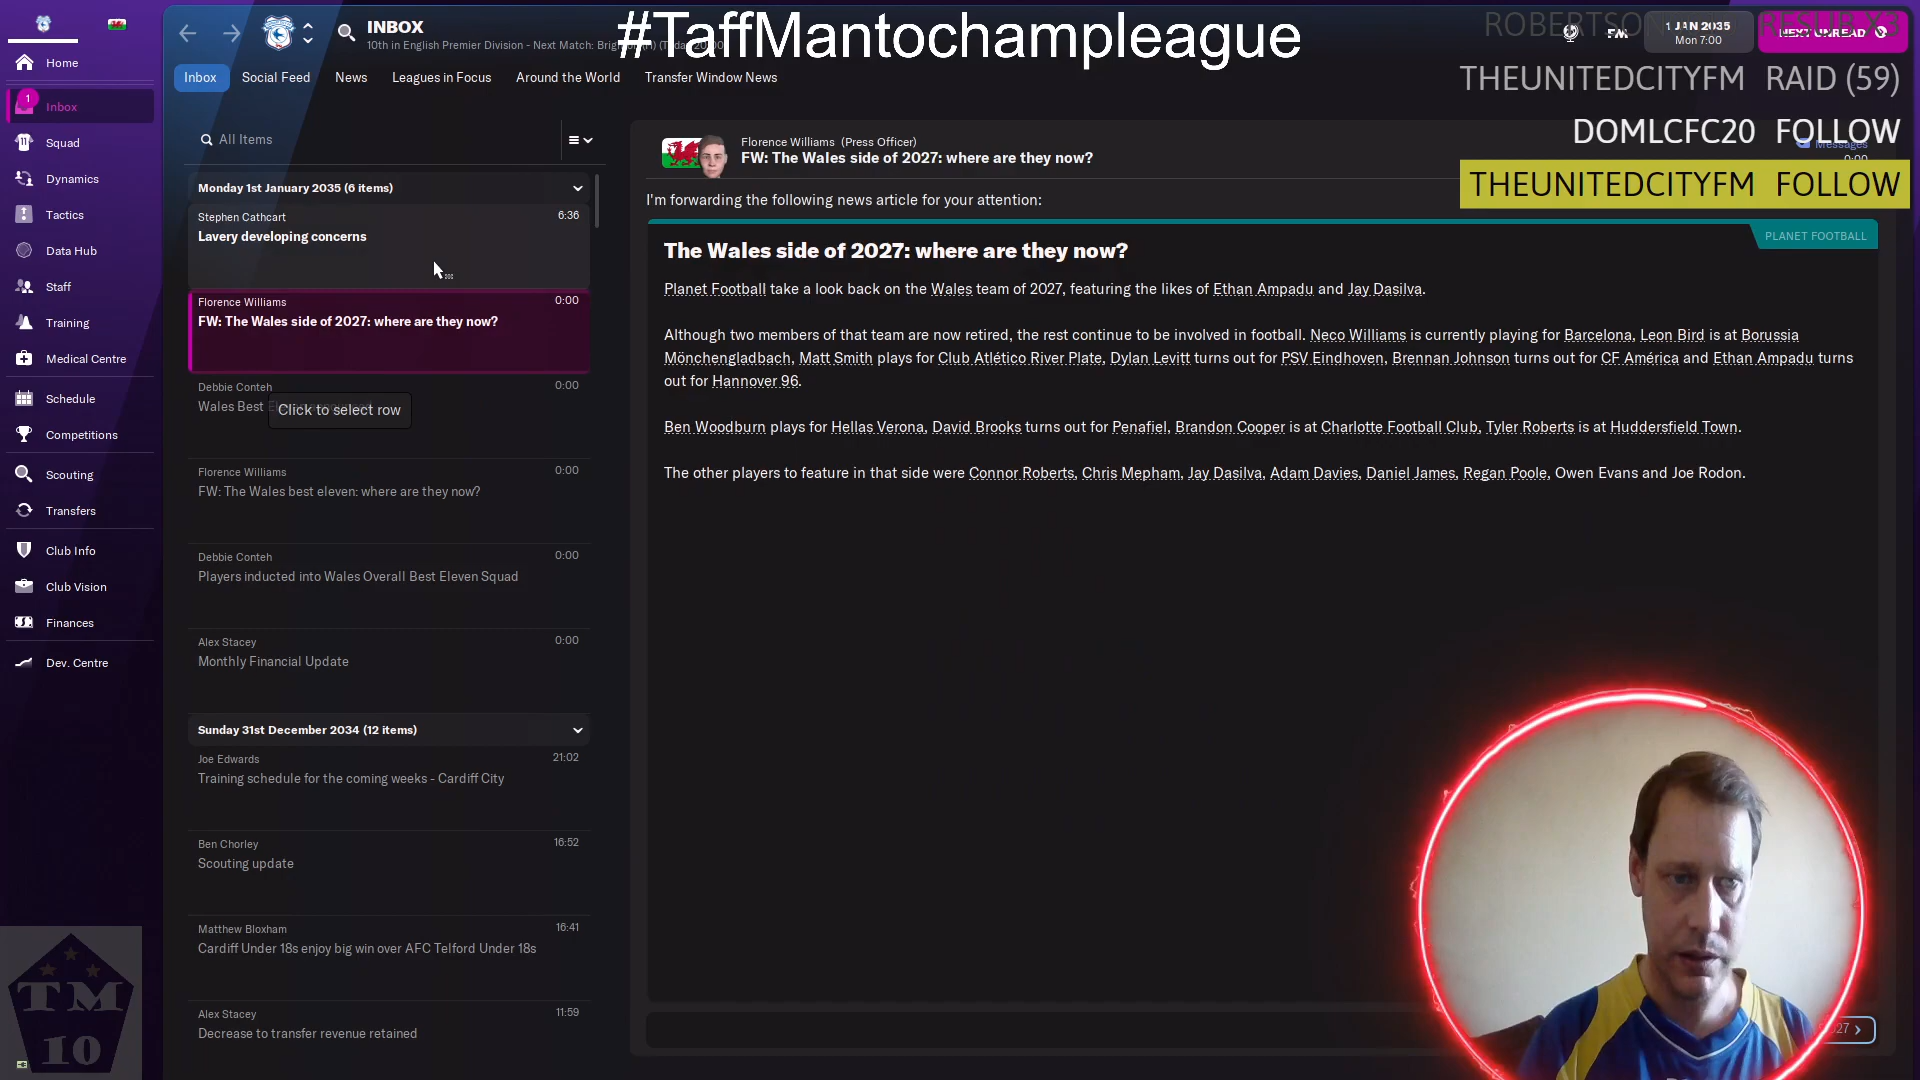 Home
Inbox
1
Squad
Dynamics
Tactics
Data Hub
Staff
Training
Medical Centre
Schedule
Competitions
Scouting
Transfers
Club Info
Club Vision
Finances
Dev. Centre
TM
10
INBOX
10th in English Premier Division - Next Match:
#TaffMantochampleague
FM
1 JAN 2035
Mon 7:00
NEXT UNREAD
RESUB X3
THEUNITEDCITYFM RAID (59)
DOMLCFC20 FOLLOW
THEUNITEDCITYFM FOLLOW
Messages
0:00
Inbox
Social Feed
News
Leagues in Focus
Around the World
Transfer Window News
All Items
Monday 1st January 2035 (6 items)
Stephen Cathcart 6:36
Lavery developing concerns
Florence Williams 0:00
FW: The Wales side of 2027: where are they now?
Debbie Conteh 0:00
Wales Best
Click to select row
Florence Williams 0:00
FW: The Wales best eleven: where are they now?
Debbie Conteh 0:00
Players inducted into Wales Overall Best Eleven Squad
Alex Stacey 0:00
Monthly Financial Update
Sunday 31st December 2034 (12 items)
Joe Edwards 21:02
Training schedule for the coming weeks - Cardiff City
Ben Chorley 16:52
Scouting update
Matthew Bloxham 16:41
Cardiff Under 18s enjoy big win over AFC Telford Under 18s
Alex Stacey 11:59
Decrease to transfer revenue retained
Florence Williams (Press Officer)
FW: The Wales side of 2027: where are they now?
I'm forwarding the following news article for your attention:
PLANET FOOTBALL
The Wales side of 2027: where are they now?
Planet Football take a look back on the Wales team of 2027, featuring the likes of Ethan Ampadu and Jay Dasilva.
Although two members of that team are now retired, the rest continue to be involved in football. Neco Williams is currently playing for Barcelona, Leon Bird is at Borussia
Mönchengladbach, Matt Smith plays for Club Atlético River Plate, Dylan Levitt turns out for PSV Eindhoven, Brennan Johnson turns out for CF América and Ethan Ampadu turns
out for Hannover 96.
Ben Woodburn plays for Hellas Verona, David Brooks turns out for Penafiel, Brandon Cooper is at Charlotte Football Club, Tyler Roberts is at Huddersfield Town.
The other players to feature in that side were Connor Roberts, Chris Mepham, Jay Dasilva, Adam Davies, Daniel James, Regan Poole, Owen Evans and Joe Rodon.